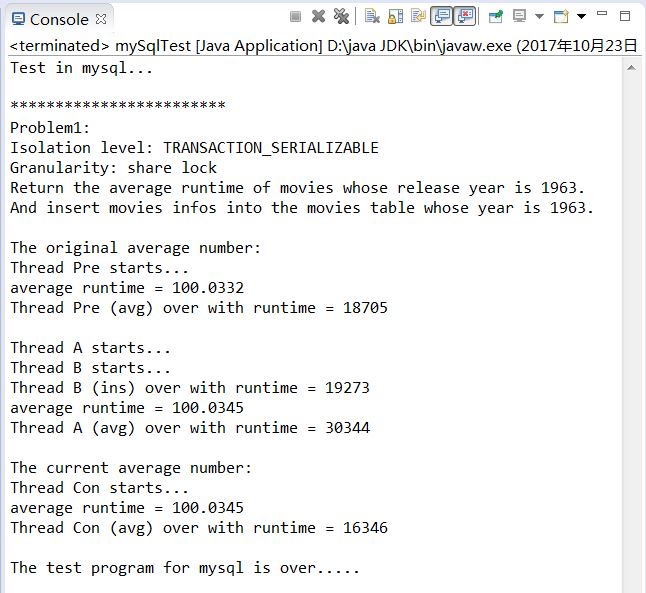 Console
<terminated> mySqlTest [Java Application] D:\java JDK\bin\javaw.exe (2017年10月23日
Test in mysql...
************************
Problem1:
Isolation level: TRANSACTION_SERIALIZABLE
Granularity: share lock
Return the average runtime of movies whose release year is 1963.
And insert movies infos into the movies table whose year is 1963.
The original average number:
Thread Pre starts...
average runtime = 100.0332
Thread Pre (avg) over with runtime = 18705
Thread A starts...
Thread B starts...
Thread B (ins) over with runtime = 19273
average runtime = 100.0345
Thread A (avg) over with runtime = 30344
The current average number:
Thread Con starts...
average runtime = 100.0345
Thread Con (avg) over with runtime = 16346
The test program for mysql is over.....